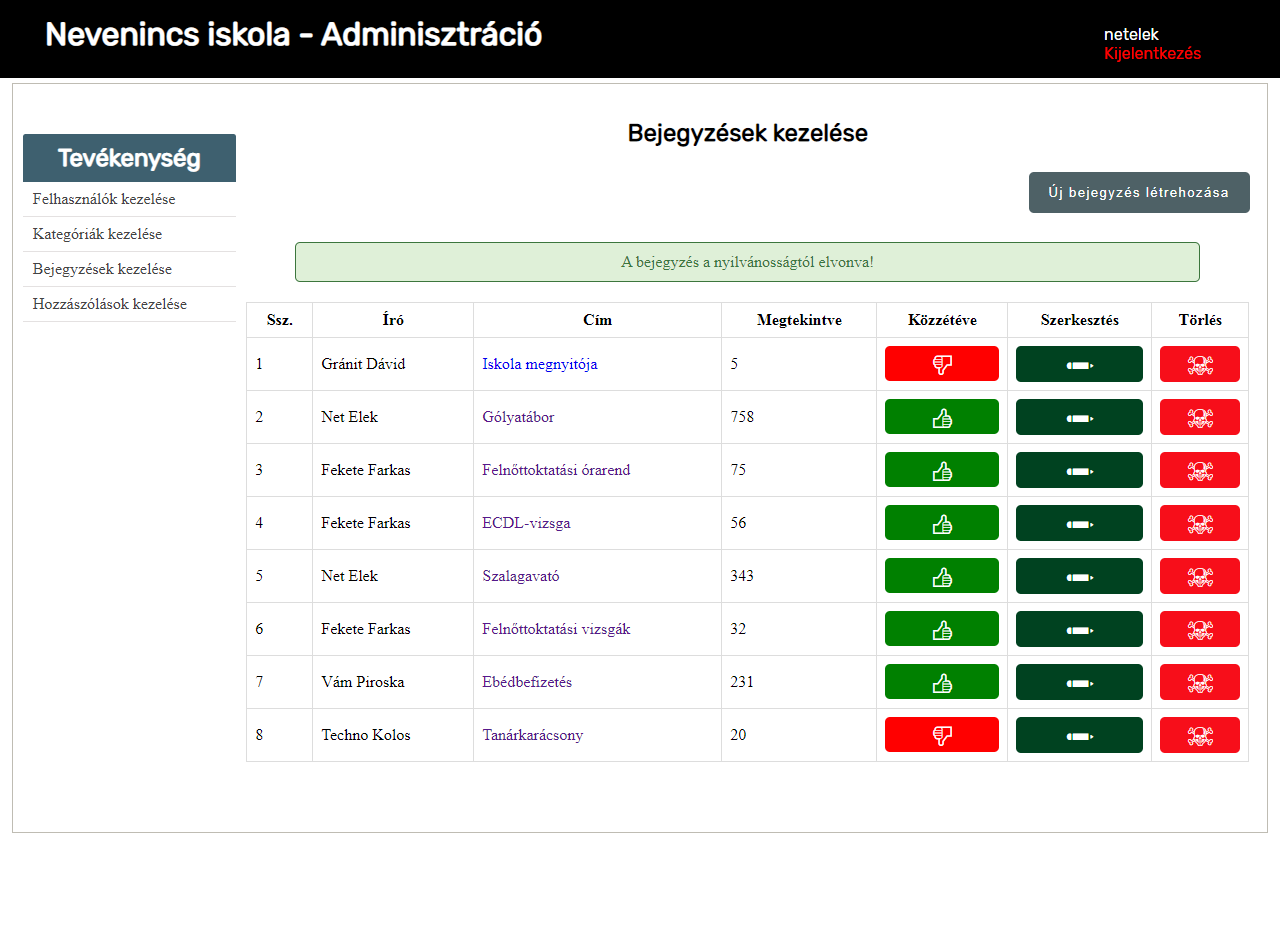 Nevenincs iskola - Adminisztráció
netelek
Kijelentkezés
Tevékenység
Felhasználók kezelése
Kategóriák kezelése
Bejegyzések kezelése
Hozzászólások kezelése
Bejegyzések kezelése
Új bejegyzés létrehozása
A bejegyzés a nyilvánosságtól elvonva!
Ssz. Író Cím Megtekintve Közzétéve Szerkesztés Törlés
1 Gránit Dávid Iskola megnyitója 5
2 Net Elek Gólyatábor 758
3 Fekete Farkas Felnőttoktatási órarend 75
4 Fekete Farkas ECDL-vizsga 56
5 Net Elek Szalagavató 343
6 Fekete Farkas Felnőttoktatási vizsgák 32
7 Vám Piroska Ebédbefizetés 231
8 Techno Kolos Tanárkarácsony 20